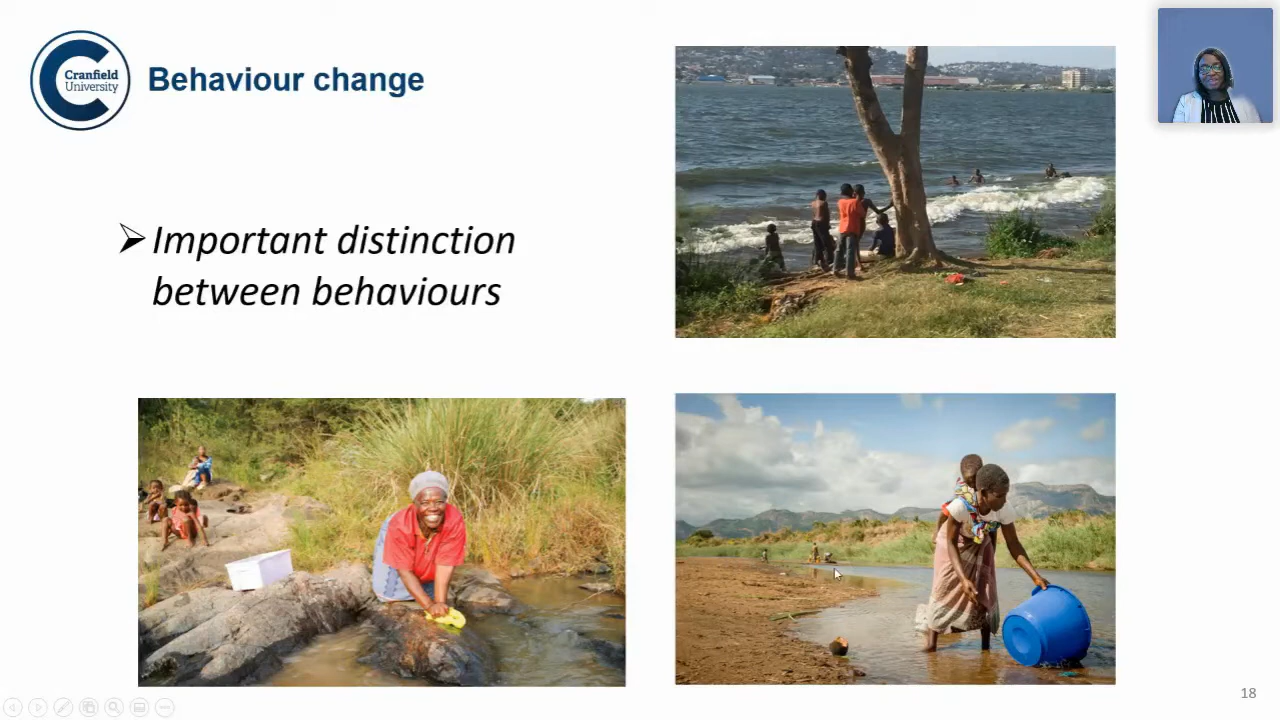 Cranfield
University
Behaviour change
Important distinction
between behaviours
18